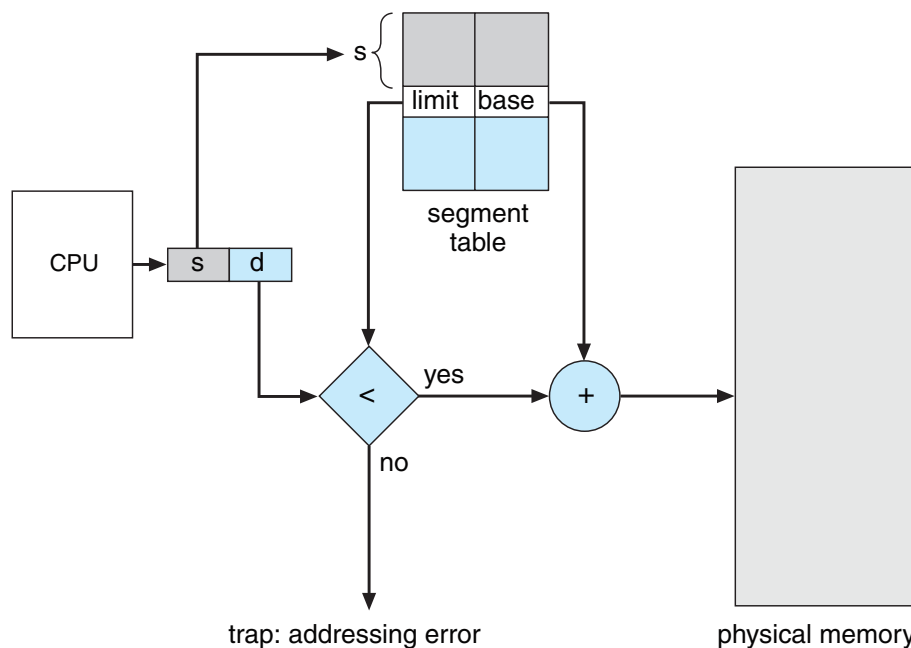 s
limit base
segment
table
CPU
s d
<
yes
+
no
trap: addressing error
physical memory